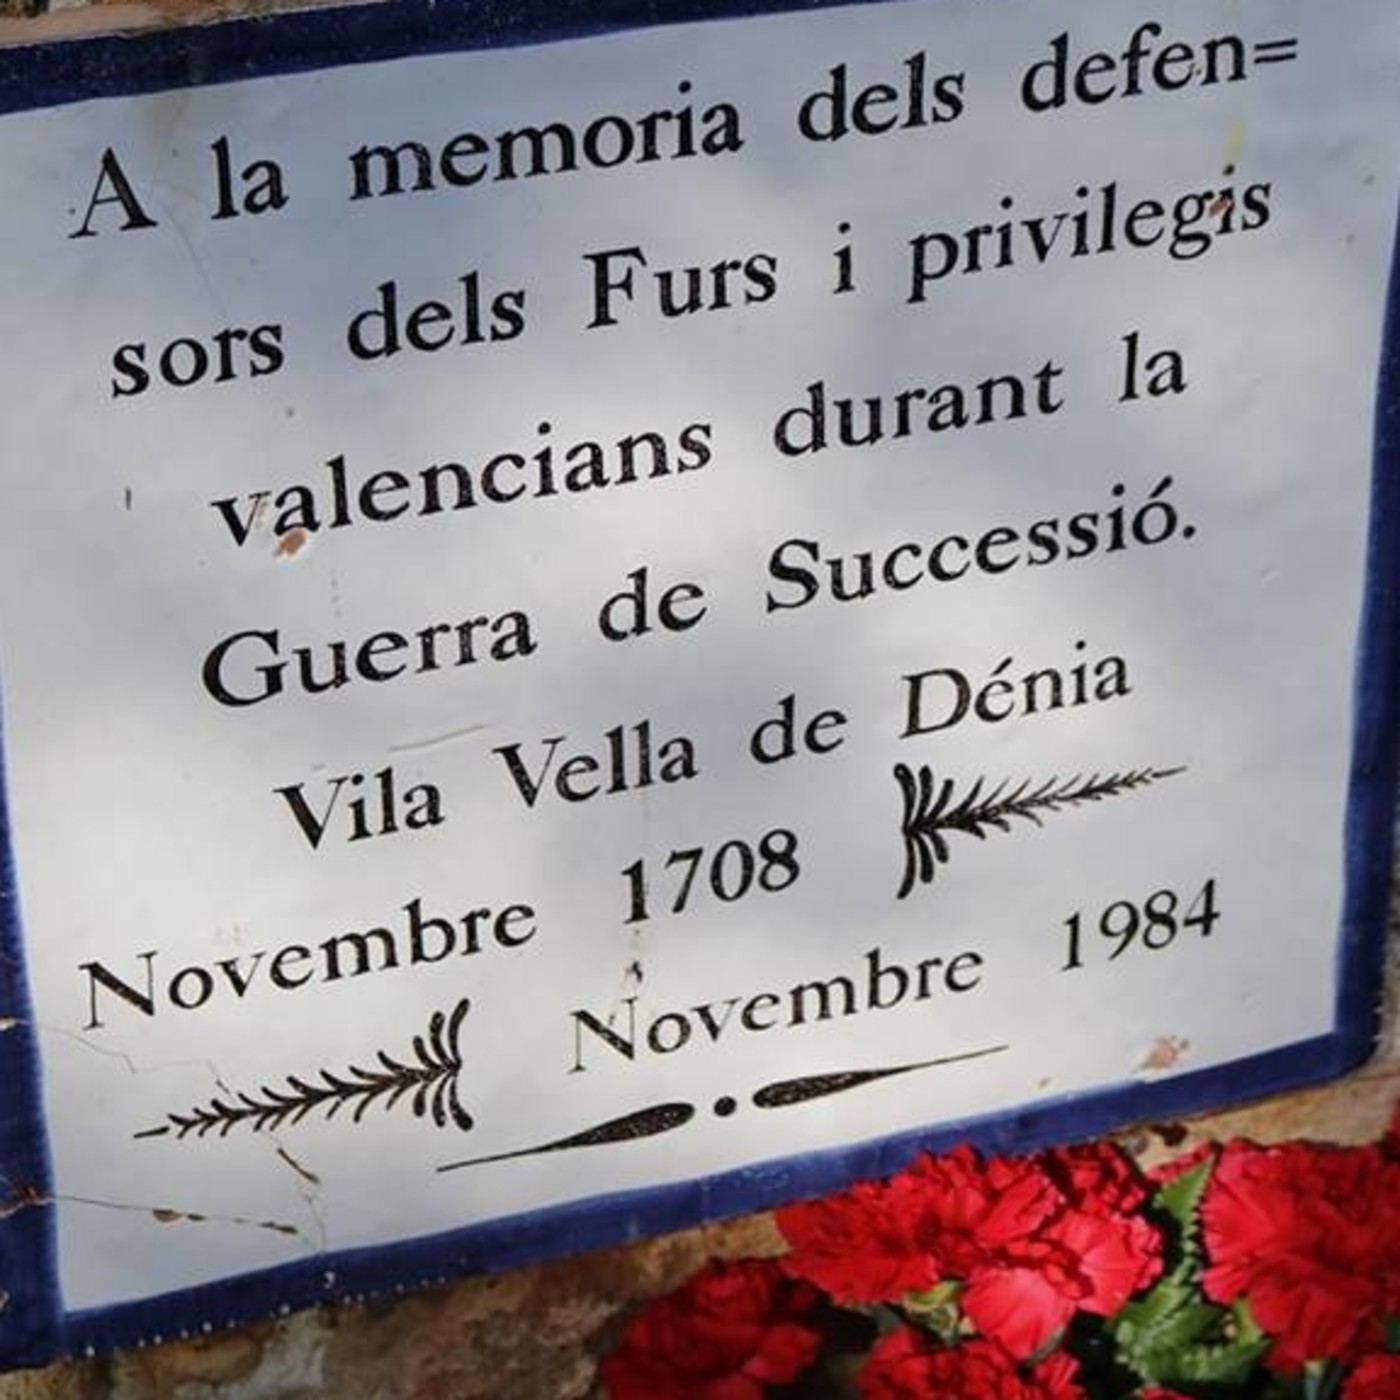 A la memoria dels defen=
sors dels Furs i privilegis
valencians durant la
Guerra de Successió.
Vila Vella de Dénia
Novembre 1708
Novembre 1984